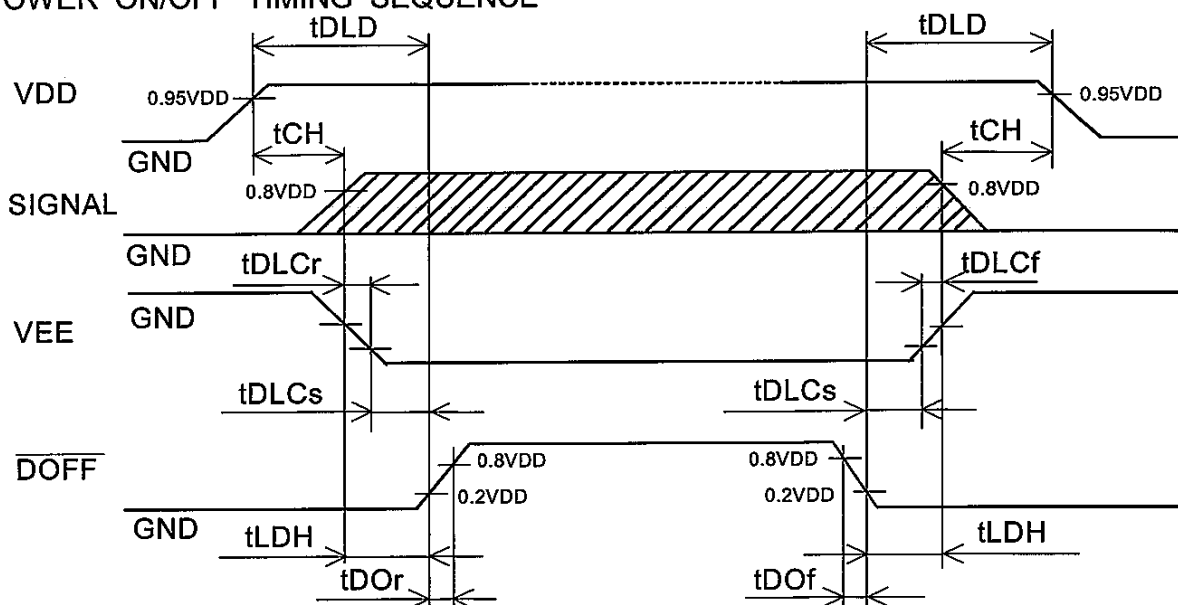 POWER ON/OFF TIMING SEQUENCE
tDLD
tDLD
VDD
0.95VDD
0.95VDD
tCH
tCH
GND
0.8VDD
0.8VDD
SIGNAL
GND
tDLCr
tDLCf
GND
VEE
tDLCs
tDLCs
DOFF
0.8VDD
0.8VDD
0.2VDD
0.2VDD
GND
tLDH
tLDH
tDOr
tDOf